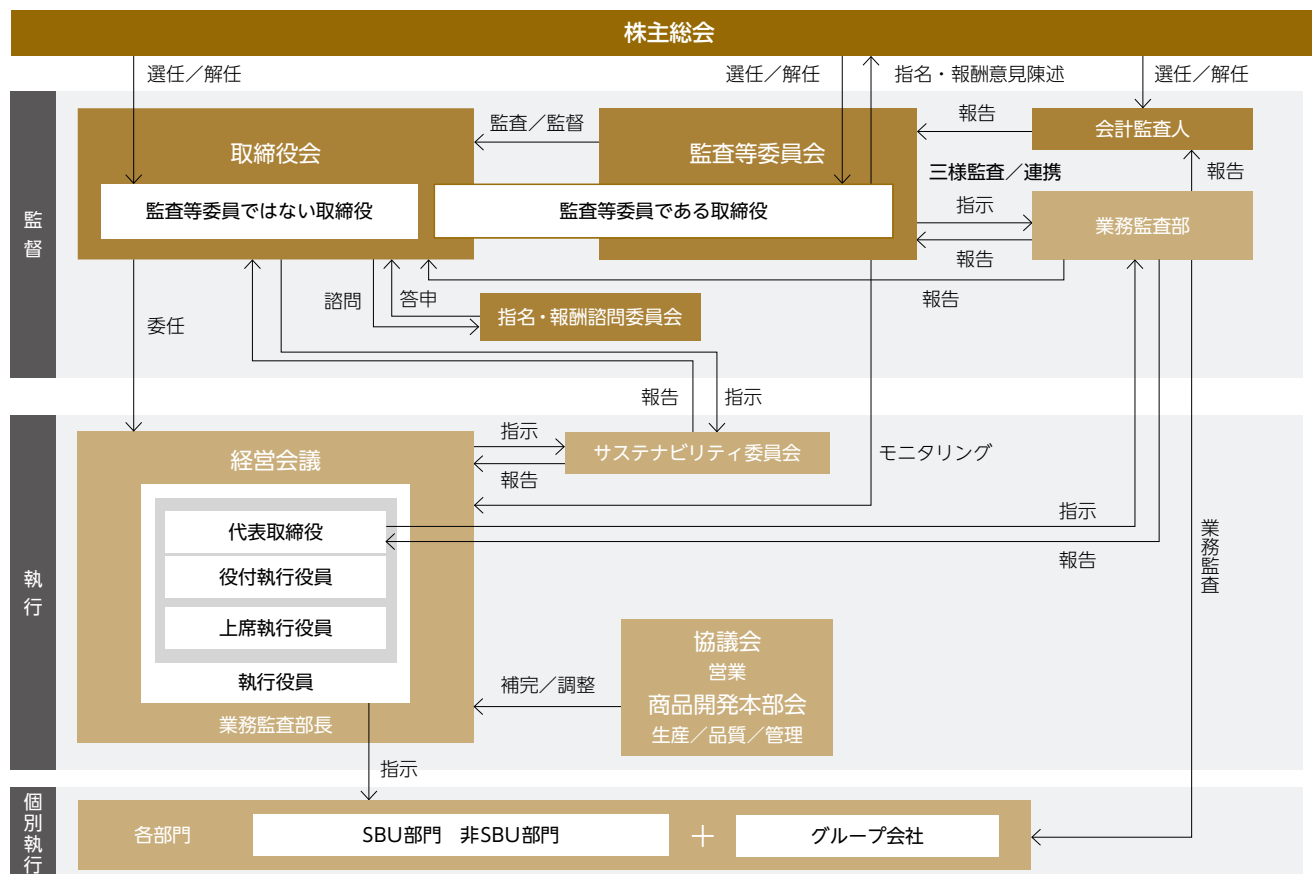 株主総会
選任／解任
選任／解任
指名・報酬意見陳述
選任／解任
監督
取締役会
監査／監督
監査等委員会
報告
会計監査人
三様監査／連携
報告
監査等委員ではない取締役
監査等委員である取締役
指示
業務監査部
報告
報告
諮問
答申
指名・報酬諮問委員会
委任
報告
指示
執行
経営会議
指示
サステナビリティ委員会
モニタリング
報告
代表取締役
指示
報告
業務監査
役付執行役員
上席執行役員
執行役員
業務監査部長
補完／調整
協議会
営業
商品開発本部会
生産／品質／管理
指示
個別執行
各部門
SBU部門　非SBU部門
＋
グループ会社